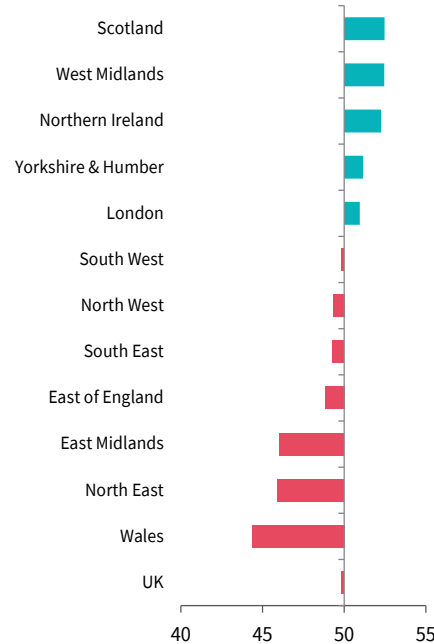 Scotland
West Midlands
Northern Ireland
Yorkshire & Humber
London
South West
North West
South East
East of England
East Midlands
North East
Wales
UK
40 45 50 55